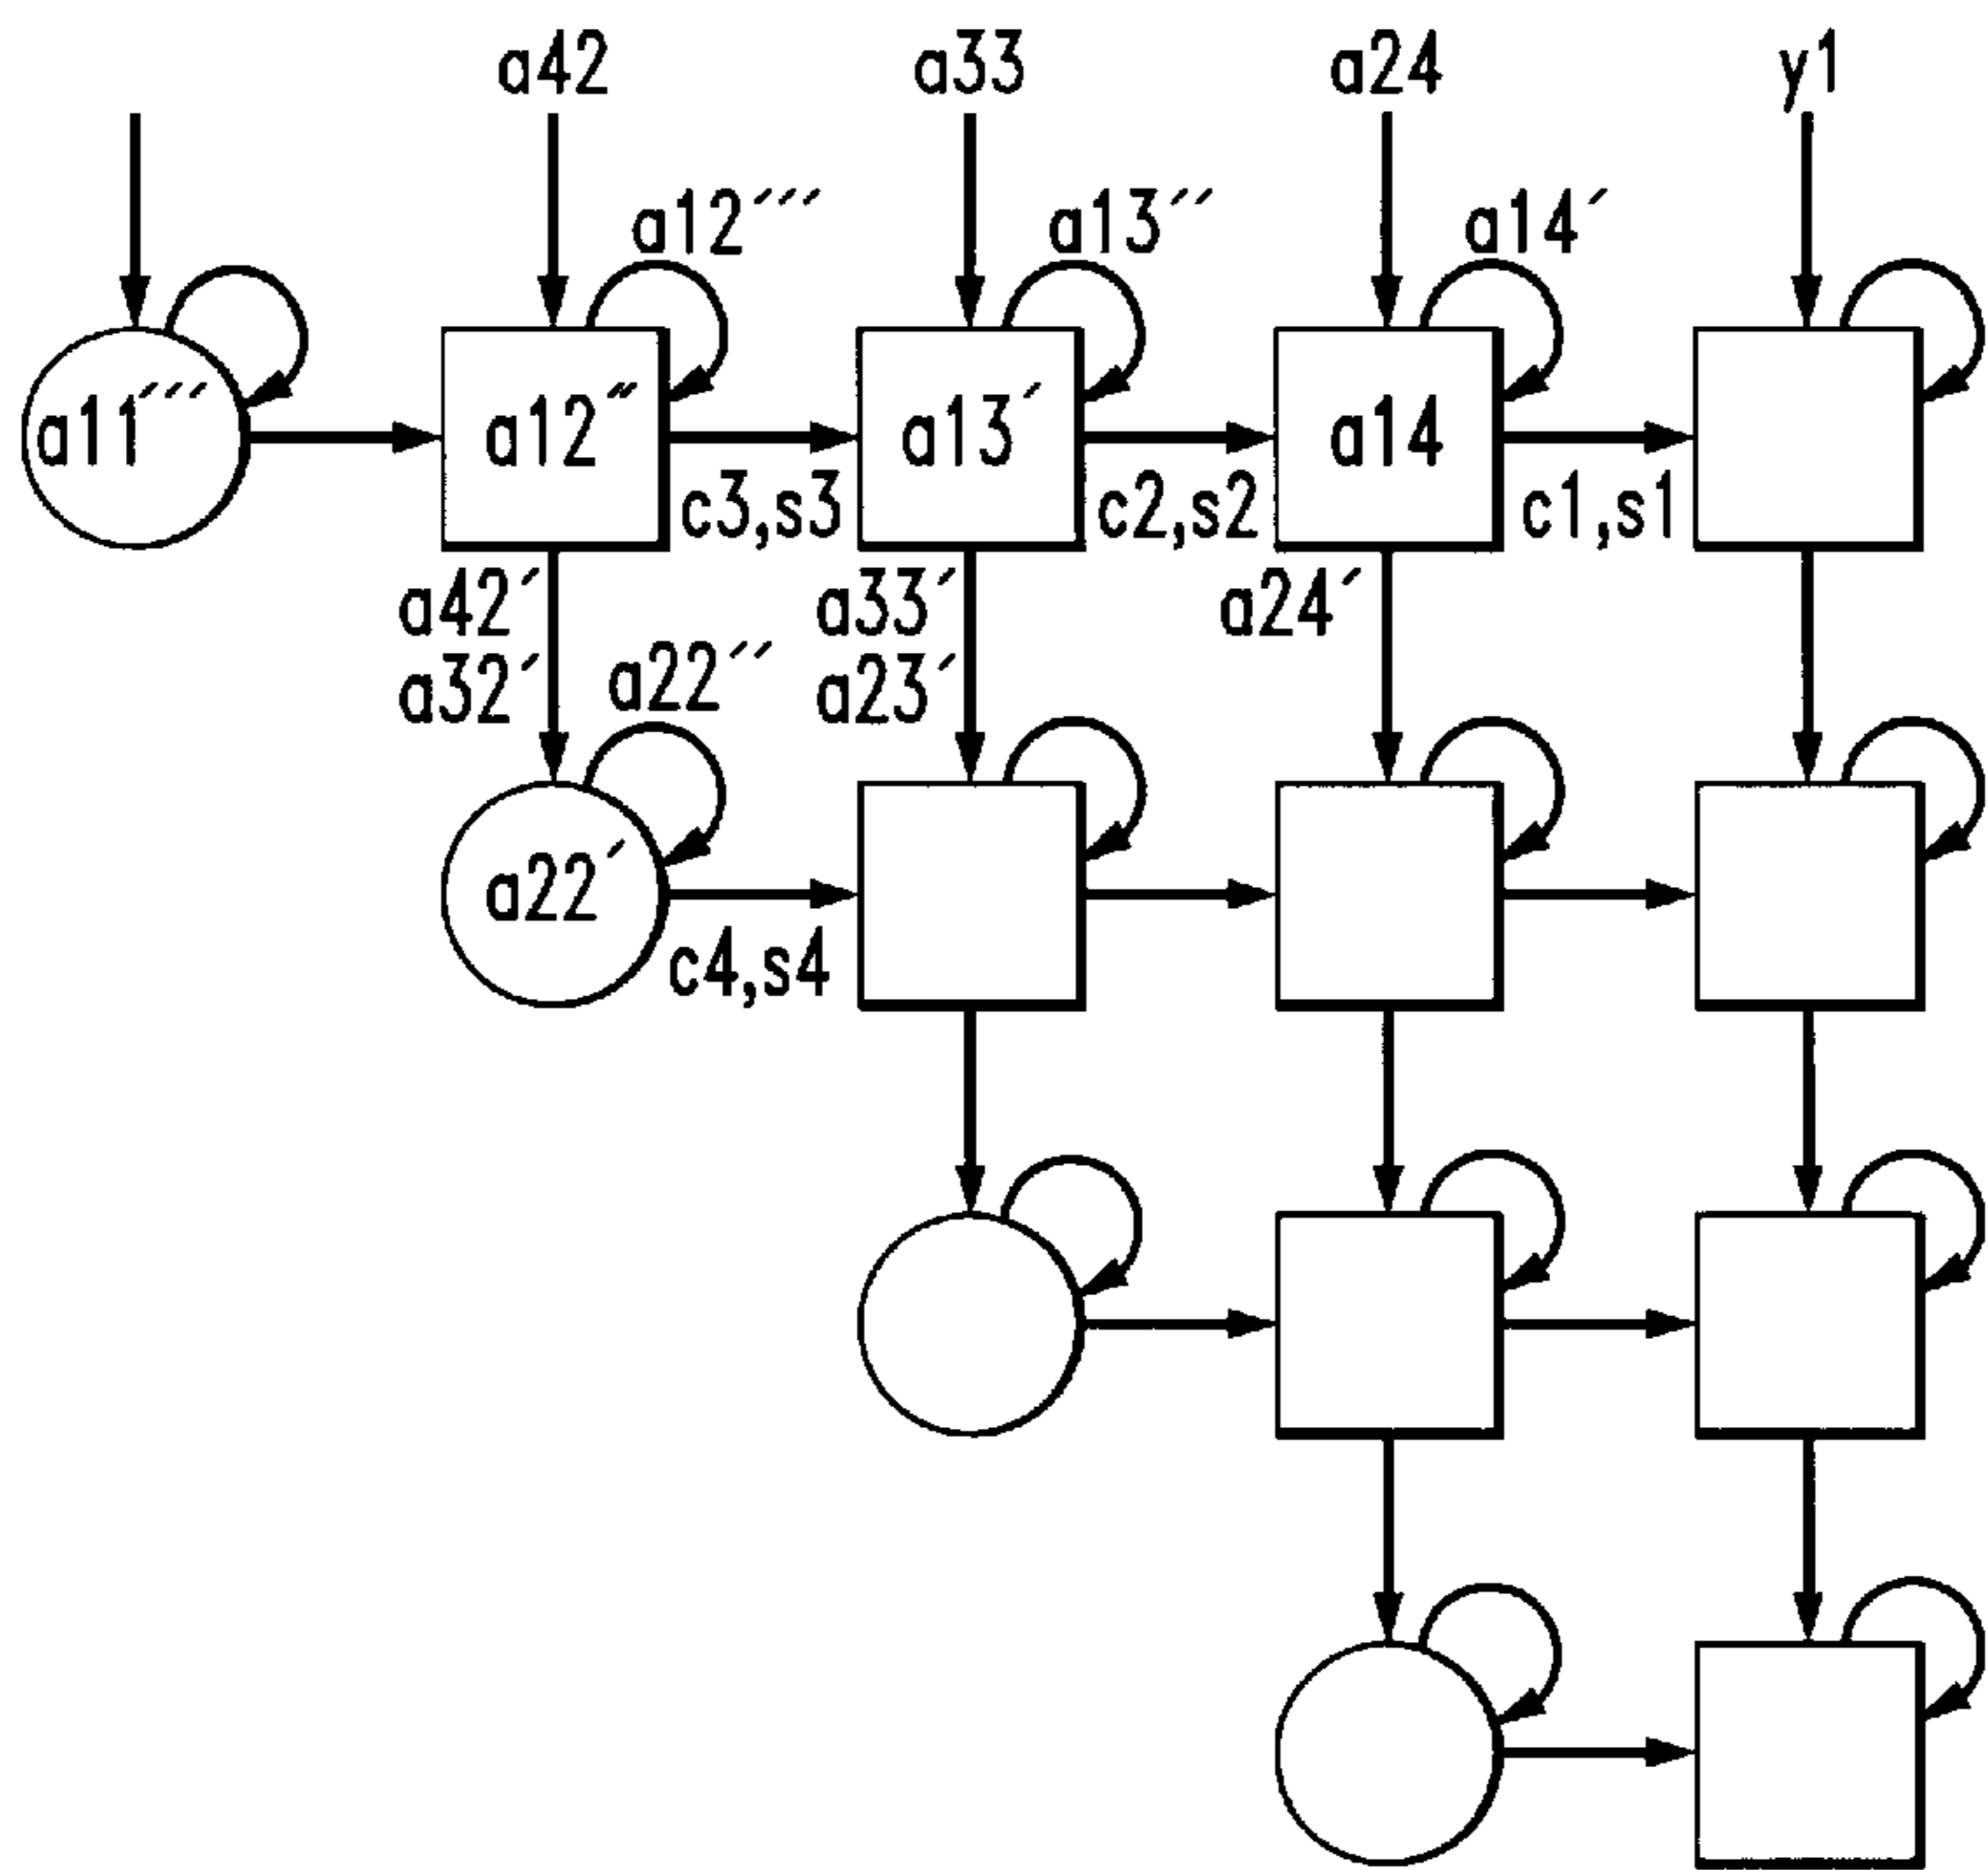 a42 a33 a24 y1
a12′′′ a13′′ a14′
a11′′′ a12′′ a13′ a14
c3,s3 c2,s2 c1,s1
a42′ a33′ a24′
a32′ a22′′ a23′
a22′
c4,s4